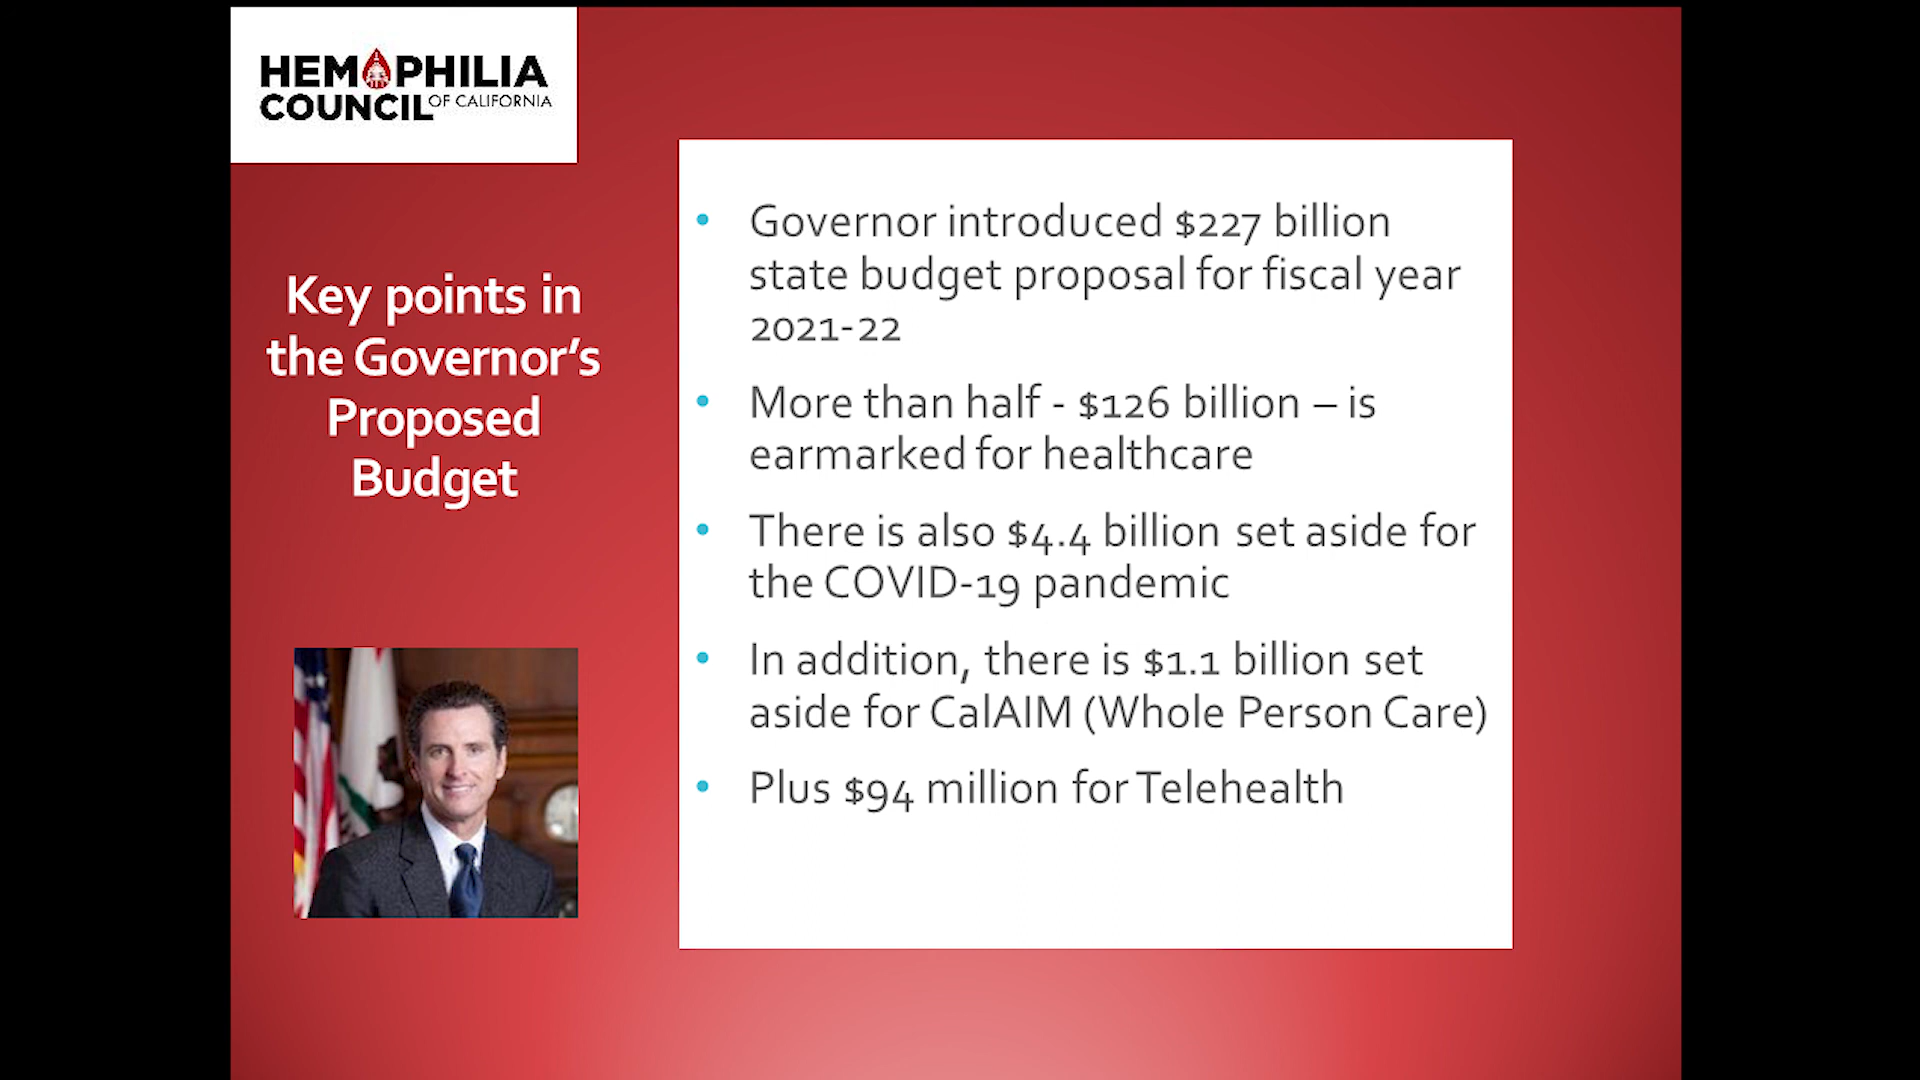 HEMOPHILIA
COUNCIL OF CALIFORNIA
Key points in
the Governor's
Proposed
Budget
• Governor introduced $227 billion
state budget proposal for fiscal year
2021-22
• More than half - $126 billion – is
earmarked for healthcare
• There is also $4.4 billion set aside for
the COVID-19 pandemic
• In addition, there is $1.1 billion set
aside for CalAIM (Whole Person Care)
• Plus $94 million for Telehealth